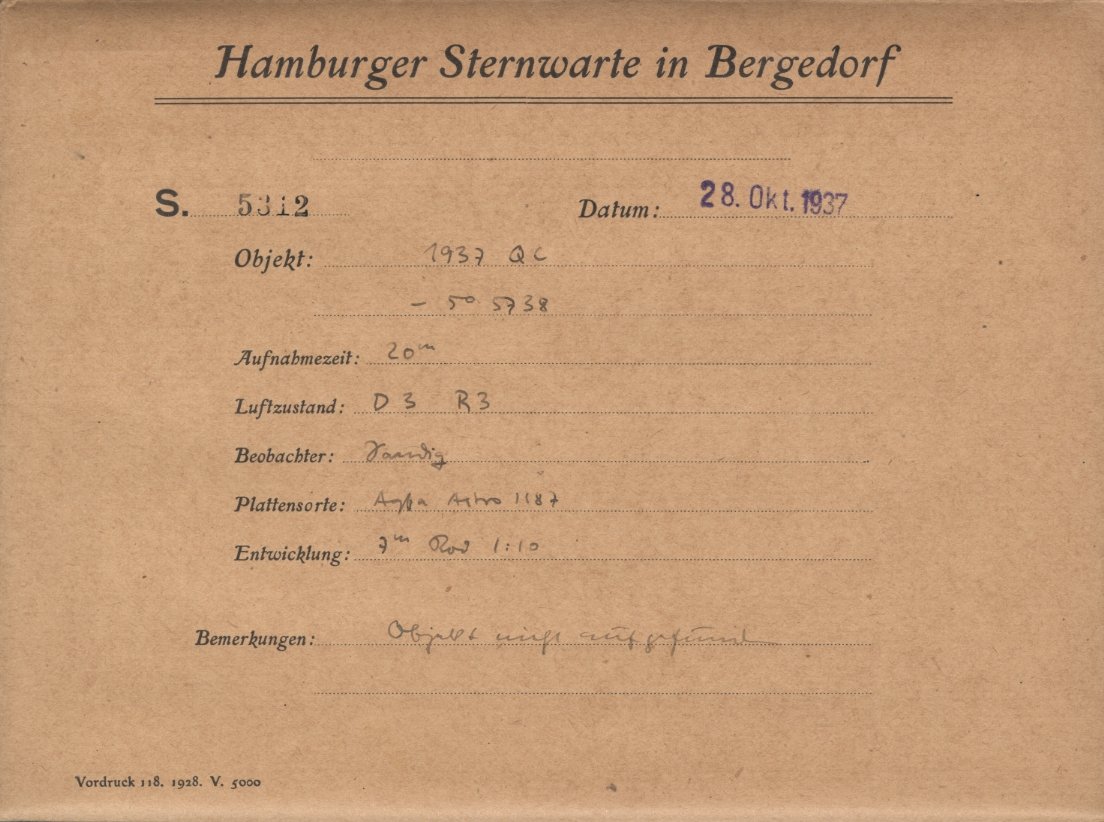 Hamburger Sternwarte in Bergedorf
S. 5312 Datum: 28. Okt. 1937
Objekt: 1937 QC
- 5° 5738
Aufnahmezeit: 20m
Luftzustand: D 3 R 3
Beobachter: Sandig
Plattensorte: Agfa Astro 1187
Entwicklung: 7m Rod 1:10
Bemerkungen: Objekt nicht aufgefunden
Vordruck 118. 1928. V. 5000